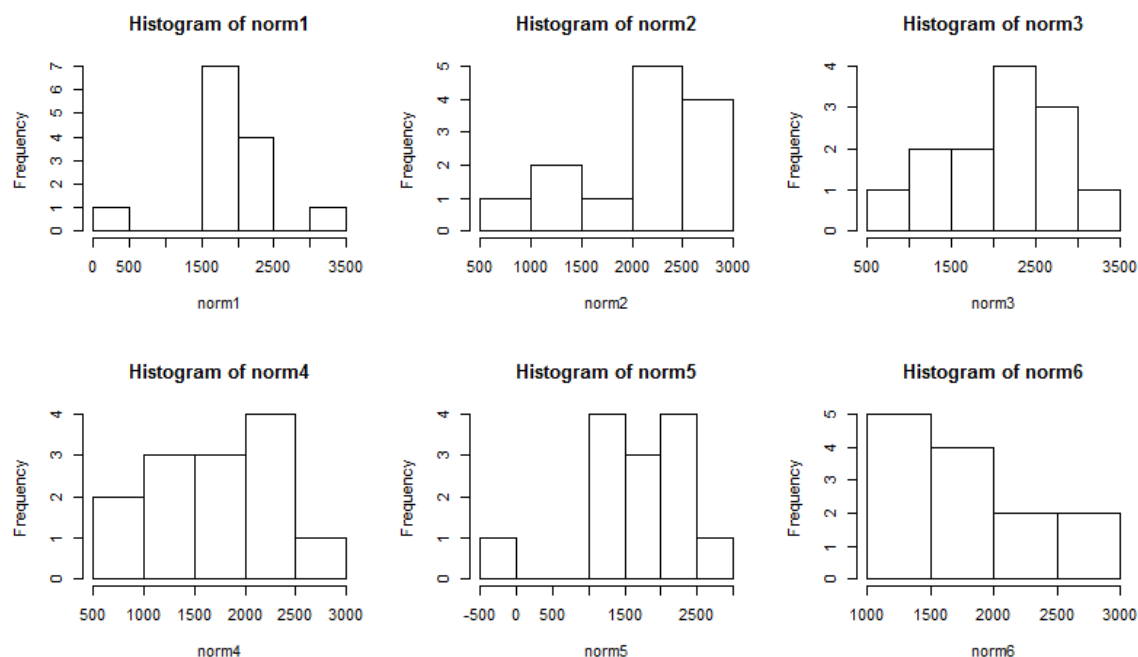 Histogram of norm1
Frequency
7
6
5
4
3
2
1
0
0 500 1500 2500 3500
norm1
Histogram of norm2
Frequency
5
4
3
2
1
0
500 1000 1500 2000 2500 3000
norm2
Histogram of norm3
Frequency
4
3
2
1
0
500 1500 2500 3500
norm3
Histogram of norm4
Frequency
4
3
2
1
0
500 1000 1500 2000 2500 3000
norm4
Histogram of norm5
Frequency
4
3
2
1
0
-500 0 500 1500 2500
norm5
Histogram of norm6
Frequency
5
4
3
2
1
0
1000 1500 2000 2500 3000
norm6